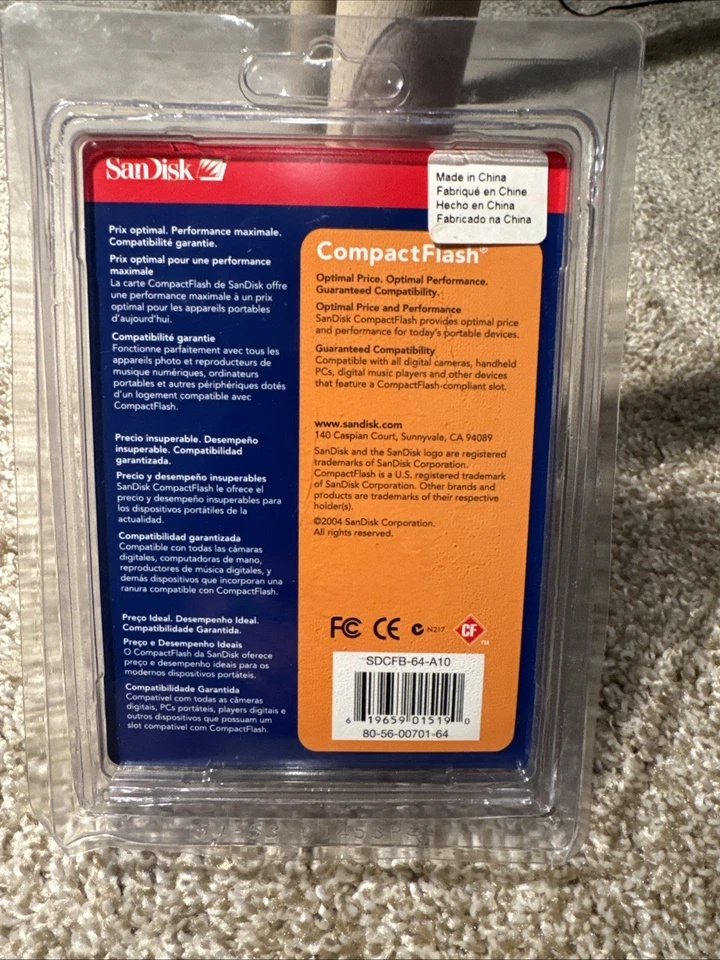 SanDisk
Made in China
Fabriqué en Chine
Hecho en China
Fabricado na China
Prix optimal. Performance maximale.
Compatibilité garantie.
Prix optimal pour une performance
maximale
La carte CompactFlash de SanDisk offre
une performance maximale à un prix
optimal pour les appareils portables
d'aujourd'hui.
Compatibilité garantie
Fonctionne parfaitement avec tous les
appareils photo et reproducteurs de
musique numériques, ordinateurs
portables et autres périphériques dotés
d'un logement compatible avec
CompactFlash.
Precio insuperable. Desempeño
insuperable. Compatibilidad
garantizada.
Precio y desempeño insuperables
SanDisk CompactFlash le ofrece el
precio y desempeño insuperables para
los dispositivos portátiles de la
actualidad.
Compatibilidad garantizada
Compatible con todas las cámaras
digitales, computadoras de mano,
reproductores de música digitales, y
demás dispositivos que incorporan una
ranura compatible con CompactFlash.
Preço Ideal. Desempenho Ideal.
Compatibilidade Garantida.
Preço e Desempenho Ideais
O CompactFlash da SanDisk oferece
preço e desempenho ideais para os
modernos dispositivos portáteis.
Compatibilidade Garantida
Compatível com todas as câmeras
digitais, PCs portáteis, players digitais e
outros dispositivos que possuam um
slot compatível com CompactFlash.
CompactFlash®
Optimal Price. Optimal Performance.
Guaranteed Compatibility.
Optimal Price and Performance
SanDisk CompactFlash provides optimal price
and performance for today's portable devices.
Guaranteed Compatibility
Compatible with all digital cameras, handheld
PCs, digital music players and other devices
that feature a CompactFlash-compliant slot.
www.sandisk.com
140 Caspian Court, Sunnyvale, CA 94089
SanDisk and the SanDisk logo are registered
trademarks of SanDisk Corporation.
CompactFlash is a U.S. registered trademark
of SanDisk Corporation. Other brands and
products are trademarks of their respective
holder(s).
©2004 SanDisk Corporation.
All rights reserved.
FC CE N217 CF™
SDCFB-64-A10
6 19659 01519 0
80-56-00701-64